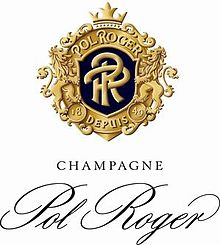 POL ROGER
PR
18 49
DEPUIS
CHAMPAGNE
Pol Roger